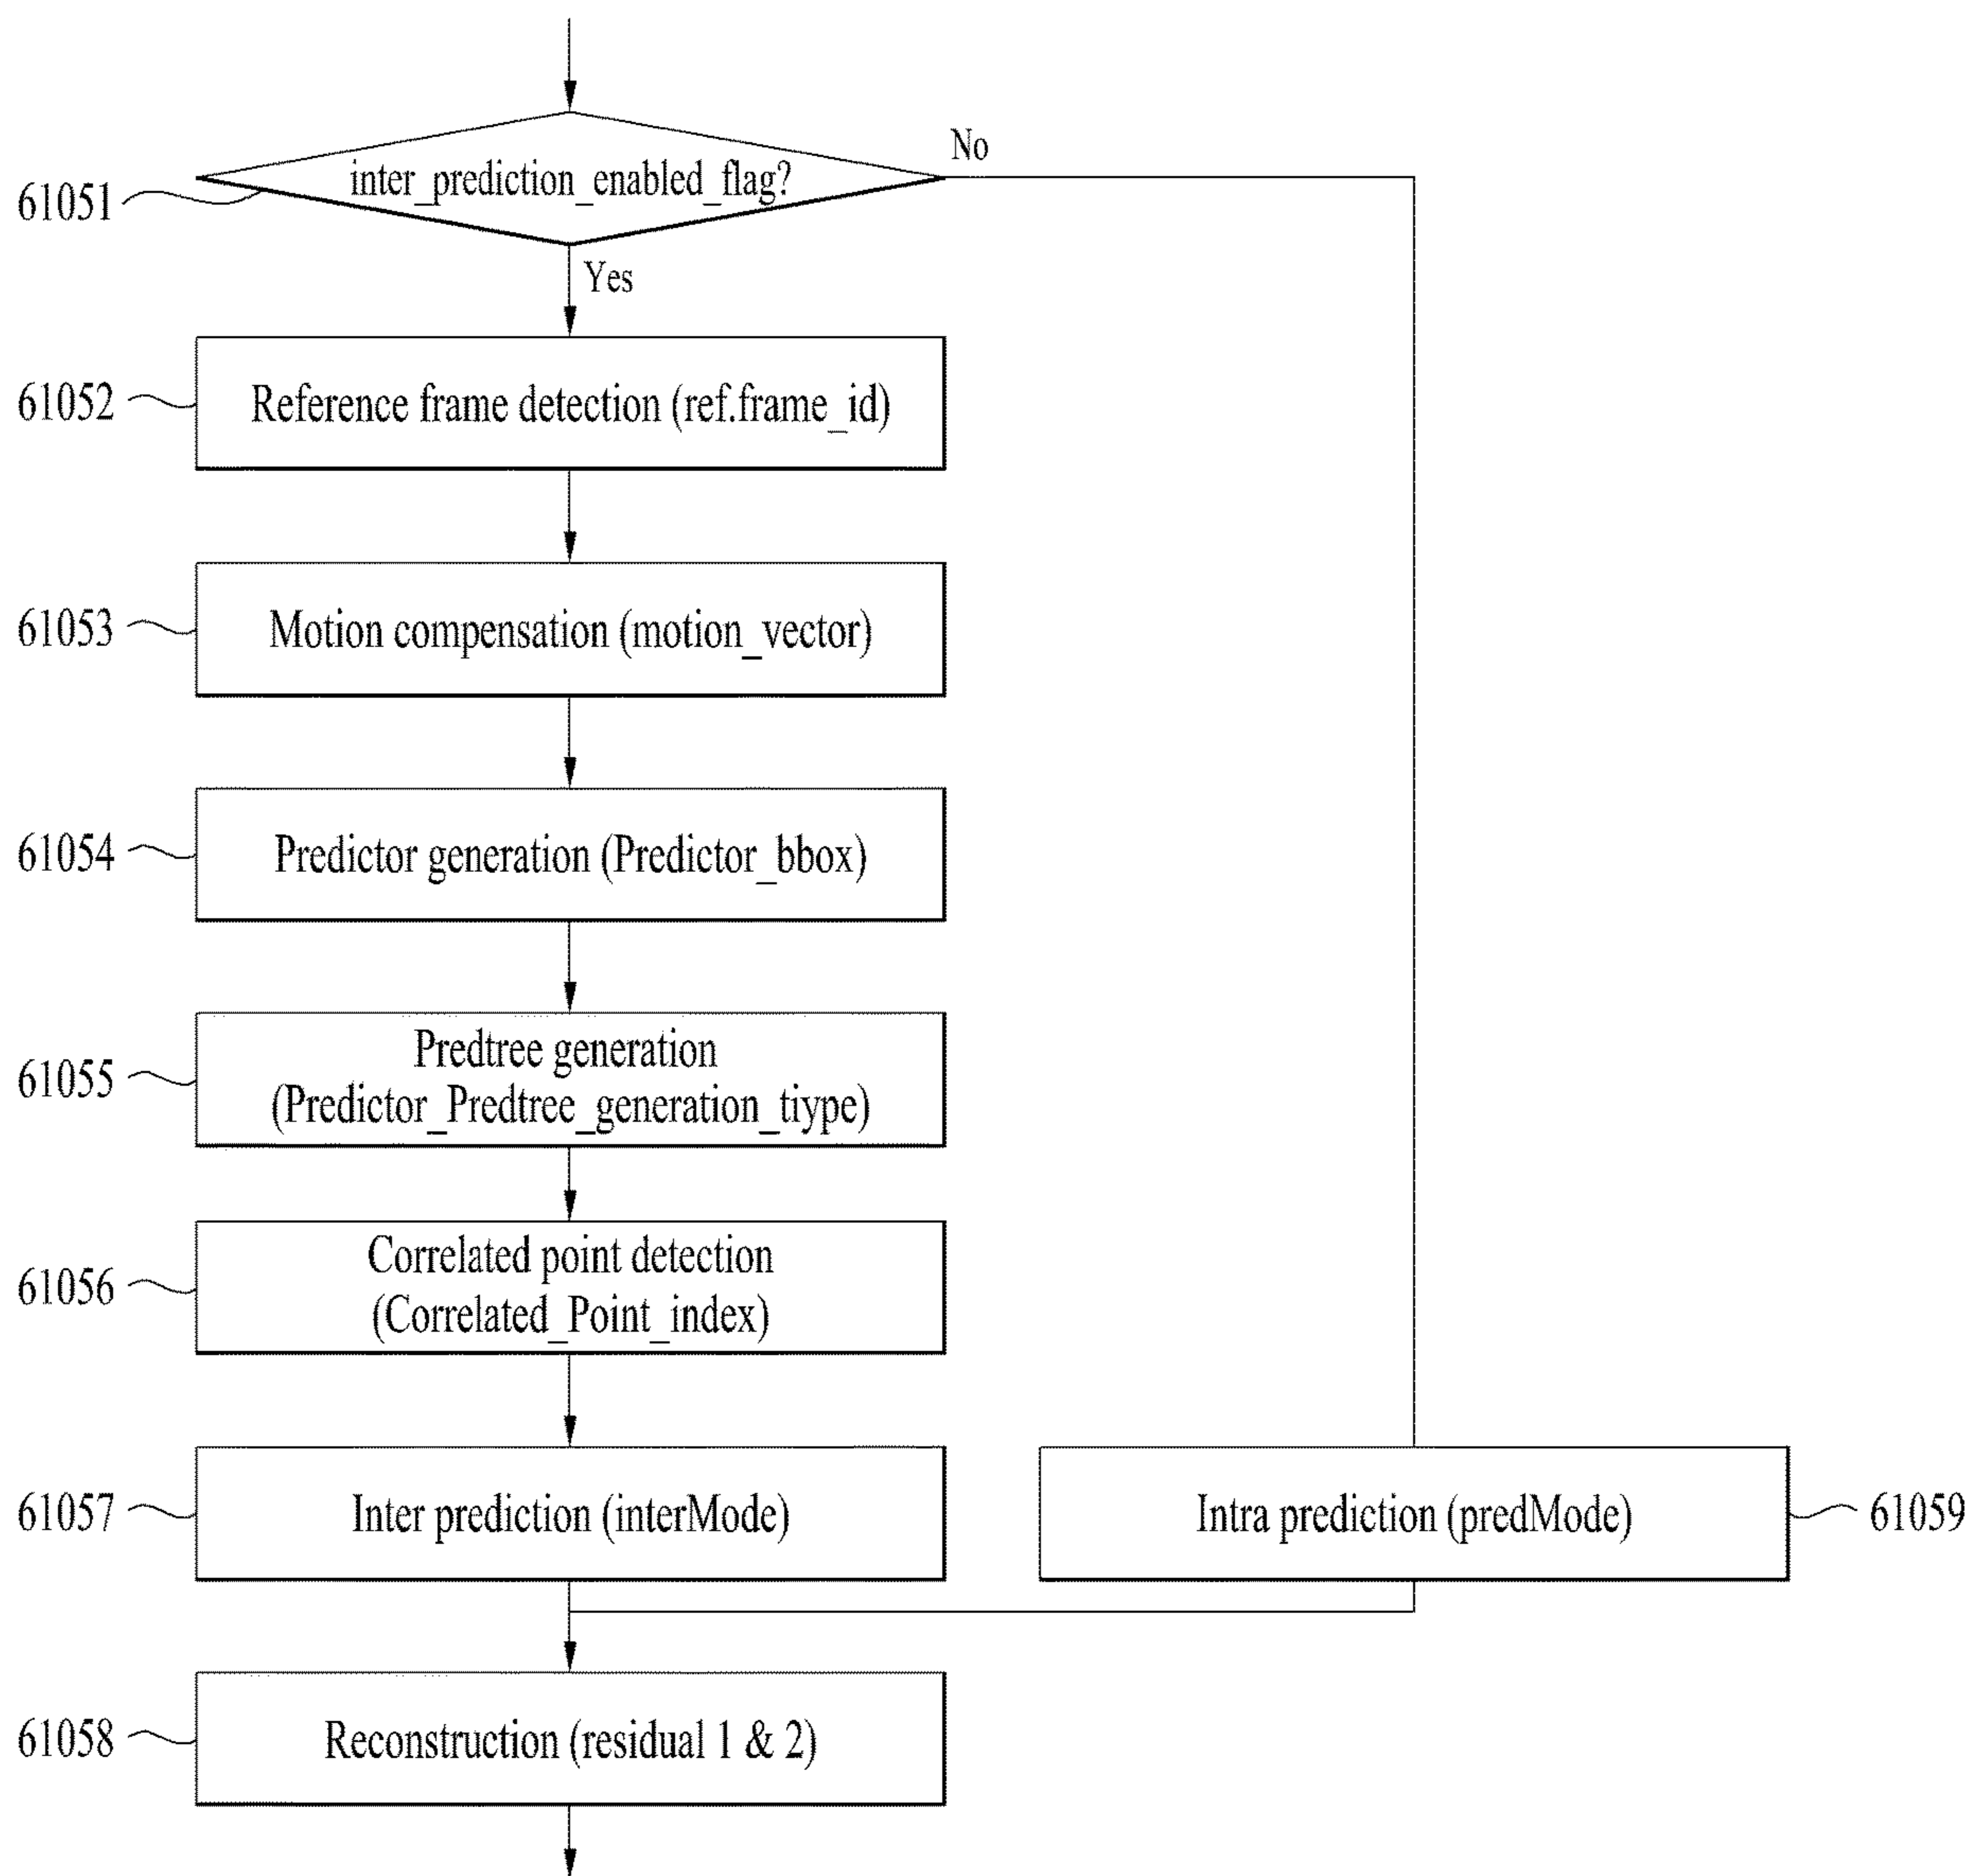 inter_prediction_enabled_flag?
No
61051
Yes
61052
Reference frame detection (ref.frame_id)
61053
Motion compensation (motion_vector)
61054
Predictor generation (Predictor_bbox)
61055
Predtree generation
(Predictor_Predtree_generation_tiype)
61056
Correlated point detection
(Correlated_Point_index)
61057
Inter prediction (interMode)
Intra prediction (predMode)
61059
61058
Reconstruction (residual 1 & 2)